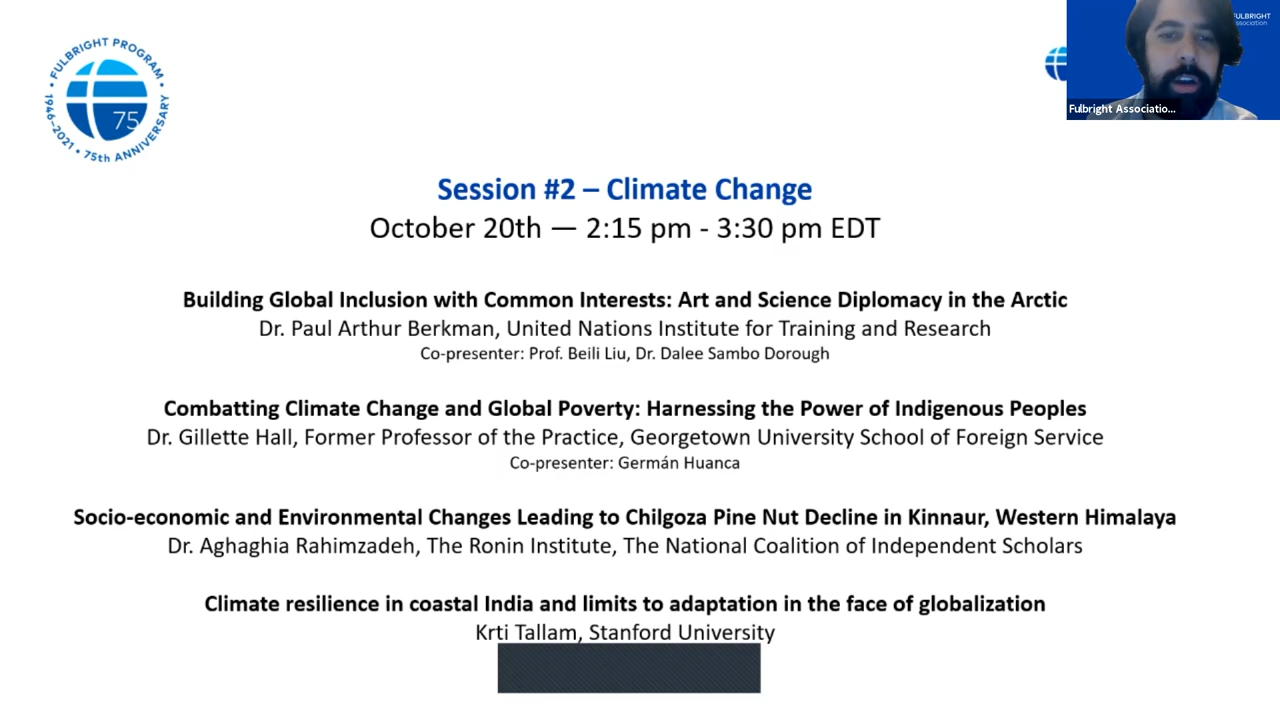 FULBRIGHT PROGRAM
1946–2021 • 75th ANNIVERSARY
75
FULBRIGHT
Association
Fulbright Associatio...
Session #2 – Climate Change
October 20th — 2:15 pm - 3:30 pm EDT
Building Global Inclusion with Common Interests: Art and Science Diplomacy in the Arctic
Dr. Paul Arthur Berkman, United Nations Institute for Training and Research
Co-presenter: Prof. Beili Liu, Dr. Dalee Sambo Dorough
Combatting Climate Change and Global Poverty: Harnessing the Power of Indigenous Peoples
Dr. Gillette Hall, Former Professor of the Practice, Georgetown University School of Foreign Service
Co-presenter: Germán Huanca
Socio-economic and Environmental Changes Leading to Chilgoza Pine Nut Decline in Kinnaur, Western Himalaya
Dr. Aghaghia Rahimzadeh, The Ronin Institute, The National Coalition of Independent Scholars
Climate resilience in coastal India and limits to adaptation in the face of globalization
Krti Tallam, Stanford University